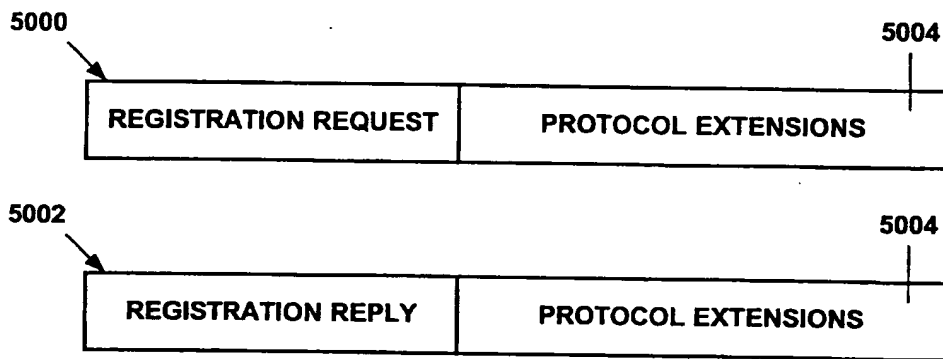 5000
5004
REGISTRATION REQUEST
PROTOCOL EXTENSIONS
5002
5004
REGISTRATION REPLY
PROTOCOL EXTENSIONS